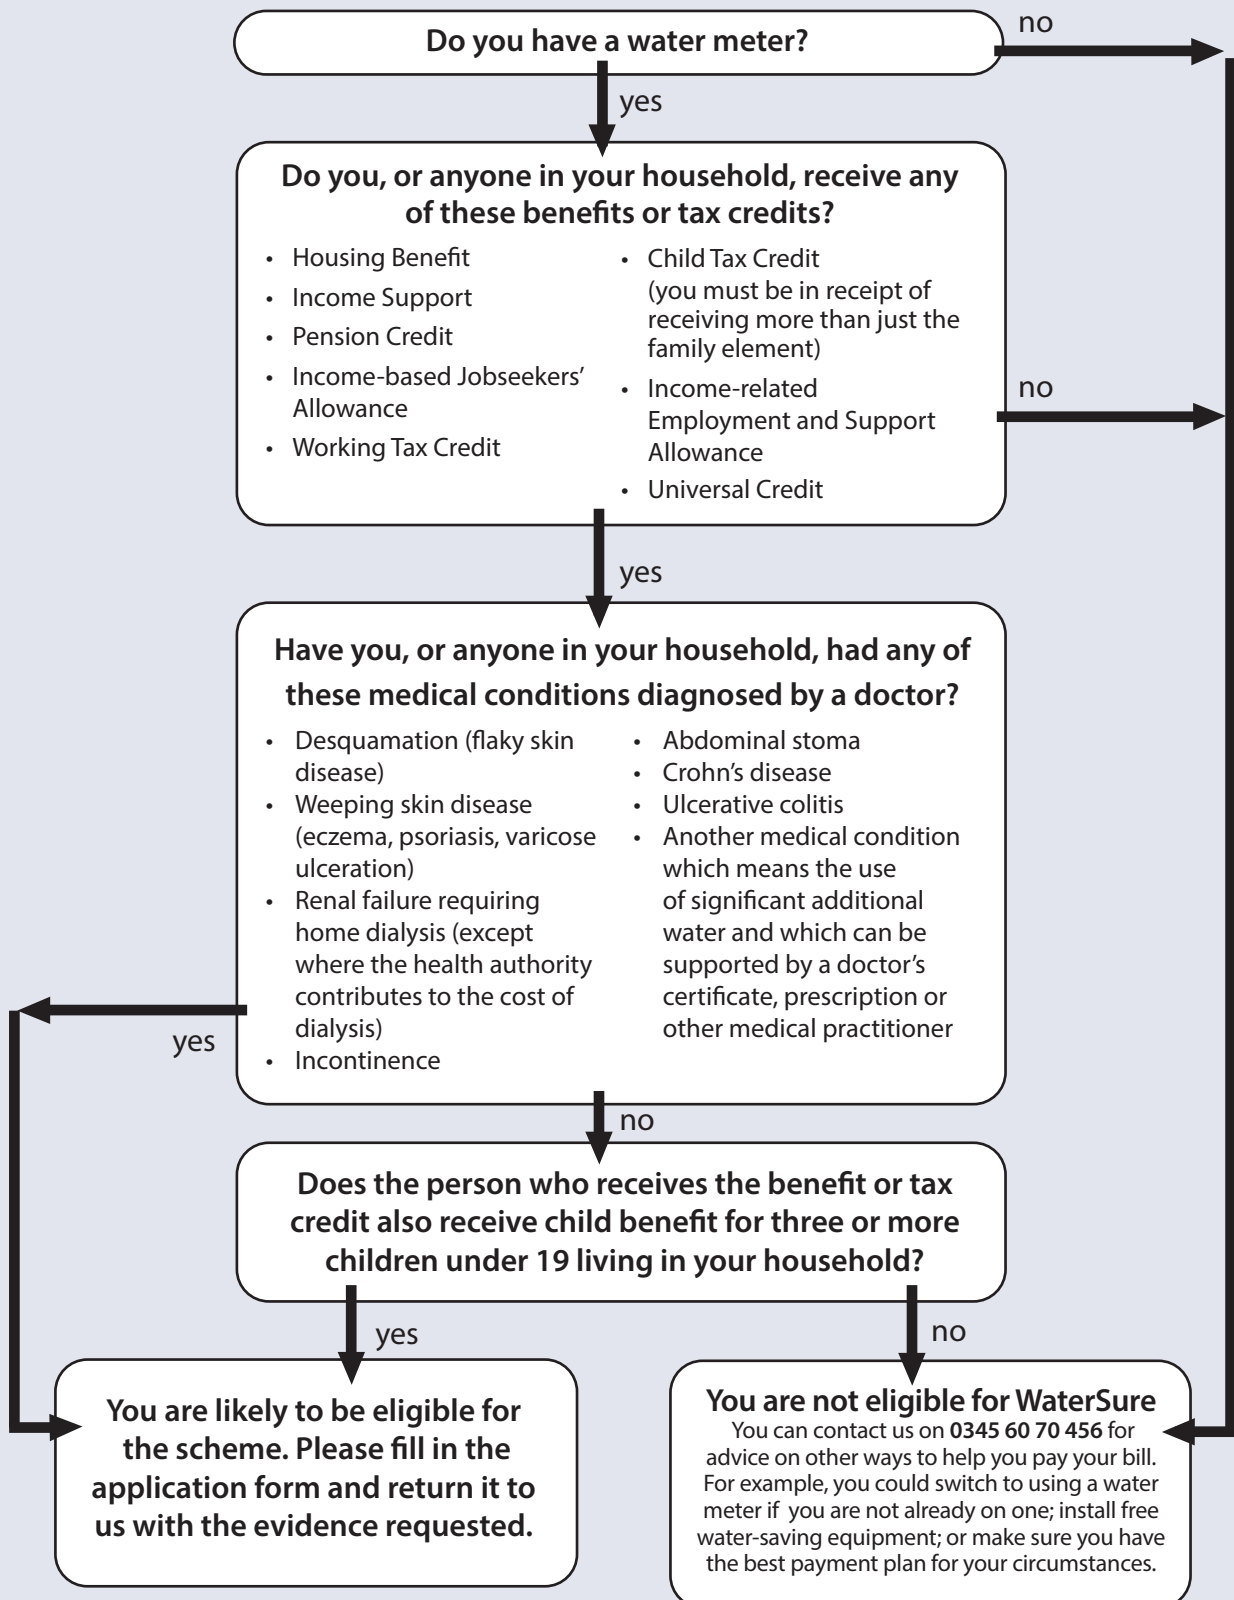 Do you have a water meter?
no
yes
Do you, or anyone in your household, receive any
of these benefits or tax credits?
• Housing Benefit
• Income Support
• Pension Credit
• Income-based Jobseekers’
Allowance
• Working Tax Credit
• Child Tax Credit
(you must be in receipt of
receiving more than just the
family element)
• Income-related
Employment and Support
Allowance
• Universal Credit
no
yes
Have you, or anyone in your household, had any of
these medical conditions diagnosed by a doctor?
• Desquamation (flaky skin
disease)
• Weeping skin disease
(eczema, psoriasis, varicose
ulceration)
• Renal failure requiring
home dialysis (except
where the health authority
contributes to the cost of
dialysis)
• Incontinence
• Abdominal stoma
• Crohn’s disease
• Ulcerative colitis
• Another medical condition
which means the use
of significant additional
water and which can be
supported by a doctor’s
certificate, prescription or
other medical practitioner
yes
no
Does the person who receives the benefit or tax
credit also receive child benefit for three or more
children under 19 living in your household?
yes
no
You are likely to be eligible for
the scheme. Please fill in the
application form and return it to
us with the evidence requested.
You are not eligible for WaterSure
You can contact us on 0345 60 70 456 for
advice on other ways to help you pay your bill.
For example, you could switch to using a water
meter if you are not already on one; install free
water-saving equipment; or make sure you have
the best payment plan for your circumstances.